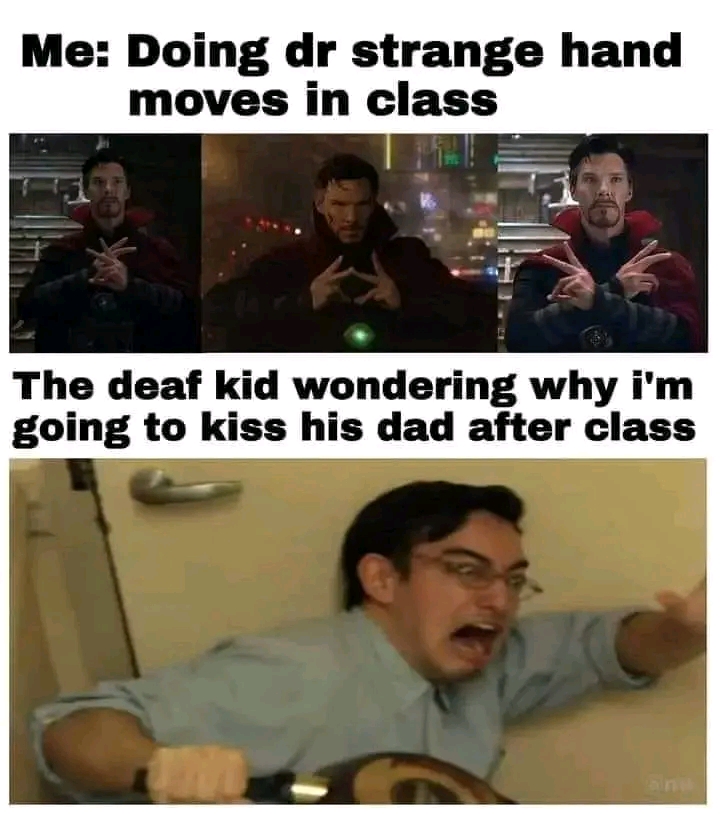 Me: Doing dr strange hand
moves in class
The deaf kid wondering why i'm
going to kiss his dad after class